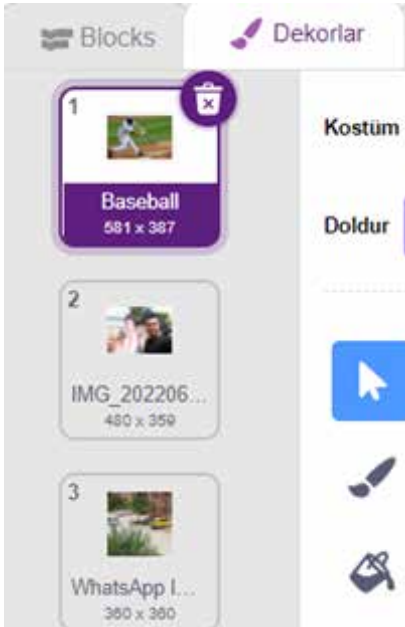 Blocks
Dekorlar
1
Baseball
581 x 387
Kostüm
Doldur
2
IMG_202206...
480 x 359
3
WhatsApp I...
360 x 360